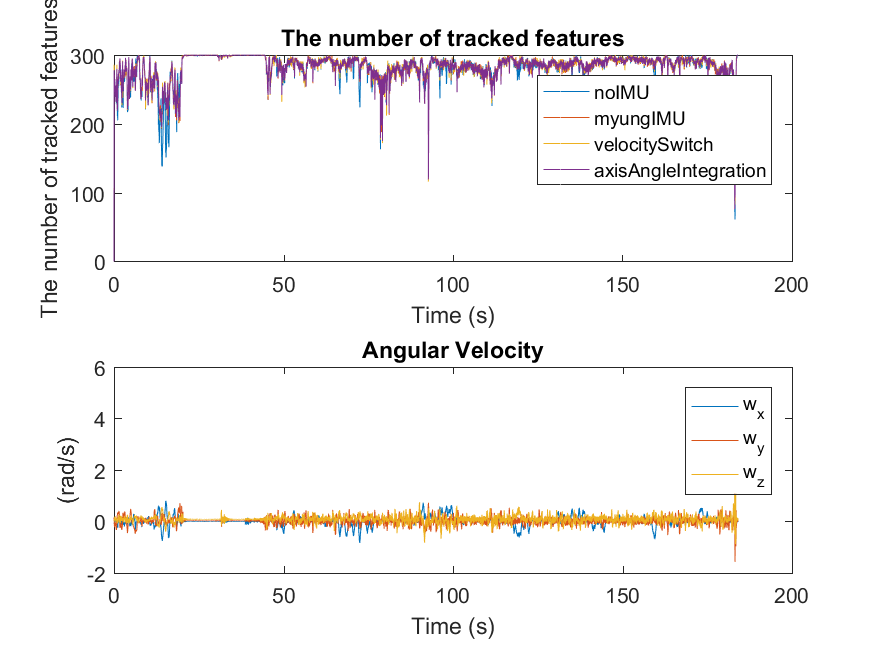 The number of tracked features
The number of tracked features
300
200
100
0
noIMU
myungIMU
velocitySwitch
axisAngleIntegration
0 50 100 150 200
Time (s)
Angular Velocity
(rad/s)
6
4
2
0
-2
w_x
w_y
w_z
0 50 100 150 200
Time (s)